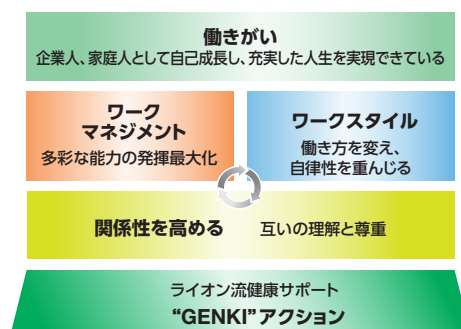 働きがい
企業人、家庭人として自己成長し、充実した人生を実現できている
ワーク
マネジメント
多彩な能力の発揮最大化
ワークスタイル
働き方を変え、
自律性を重んじる
関係性を高める 互いの理解と尊重
ライオン流健康サポート
“GENKI”アクション